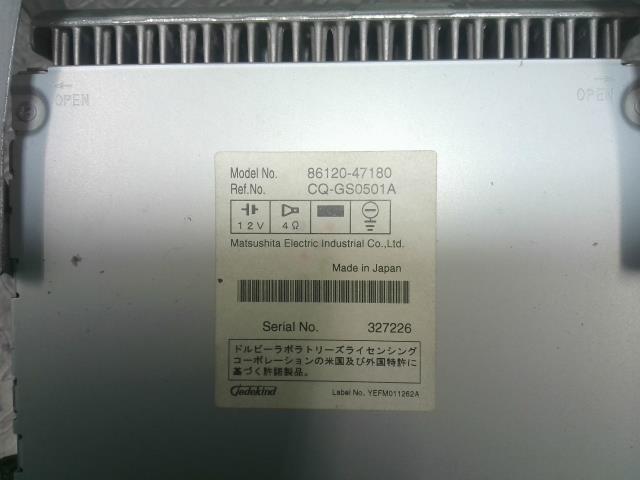 OPEN OPEN
Model No. 86120-47180
Ref.No. CQ-GS0501A
12V 4Ω
Matsushita Electric Industrial Co.,Ltd.
Made in Japan
Serial No. 327226
ドルビーラボラトリーズライセンシング
コーポレーションの米国及び外国特許に
基づく許諾製品。
Gedekind Label No. YEFM011262A